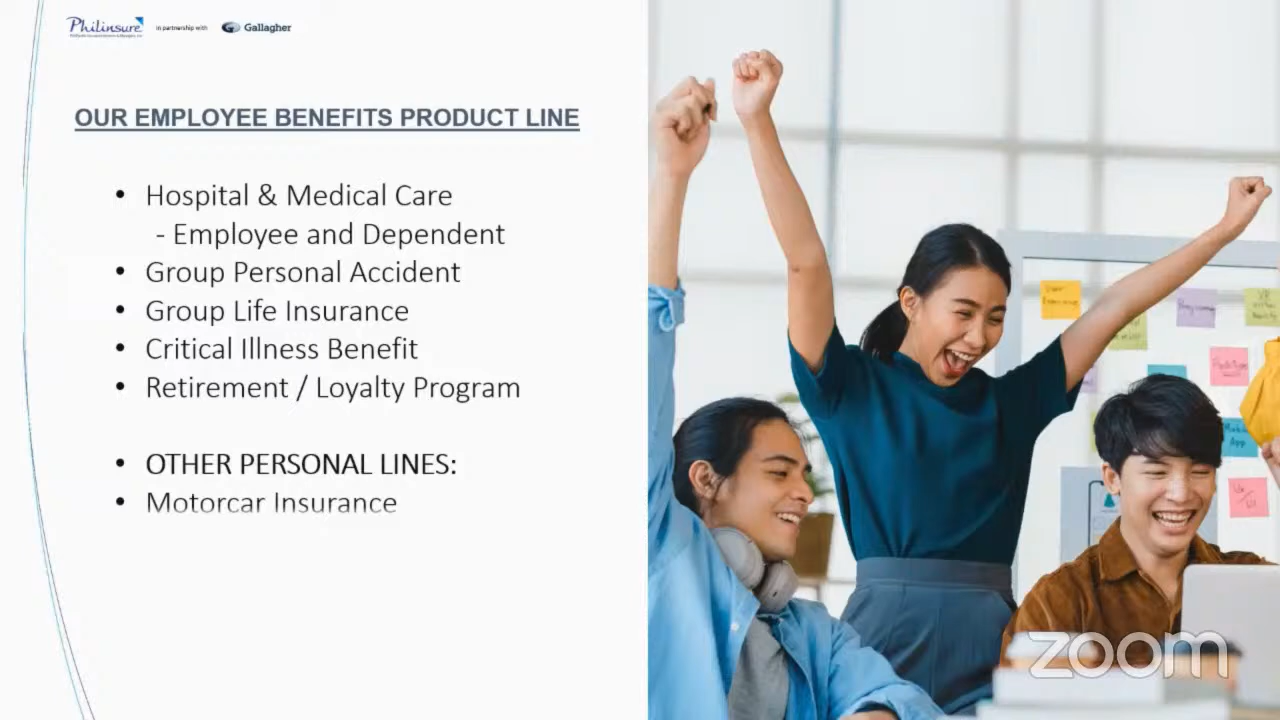 Philinsure
in partnership with
Gallagher
OUR EMPLOYEE BENEFITS PRODUCT LINE
• Hospital & Medical Care
- Employee and Dependent
• Group Personal Accident
• Group Life Insurance
• Critical Illness Benefit
• Retirement / Loyalty Program
• OTHER PERSONAL LINES:
• Motorcar Insurance
App
zoom